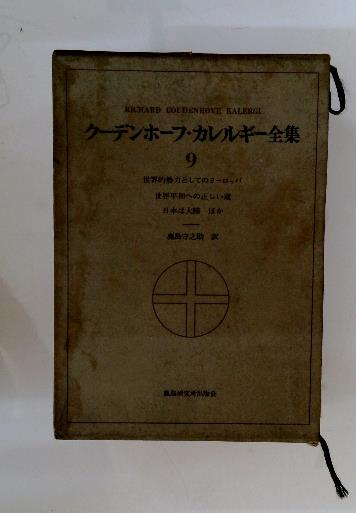 RICHARD COUDENHOVE KALERGI
クーデンホーフ・カレルギー全集
9
世界的勢力としてのヨーロッパ
世界平和への正しい道
日本は大陸 ほか
鹿島守之助 訳
鹿島研究所出版会